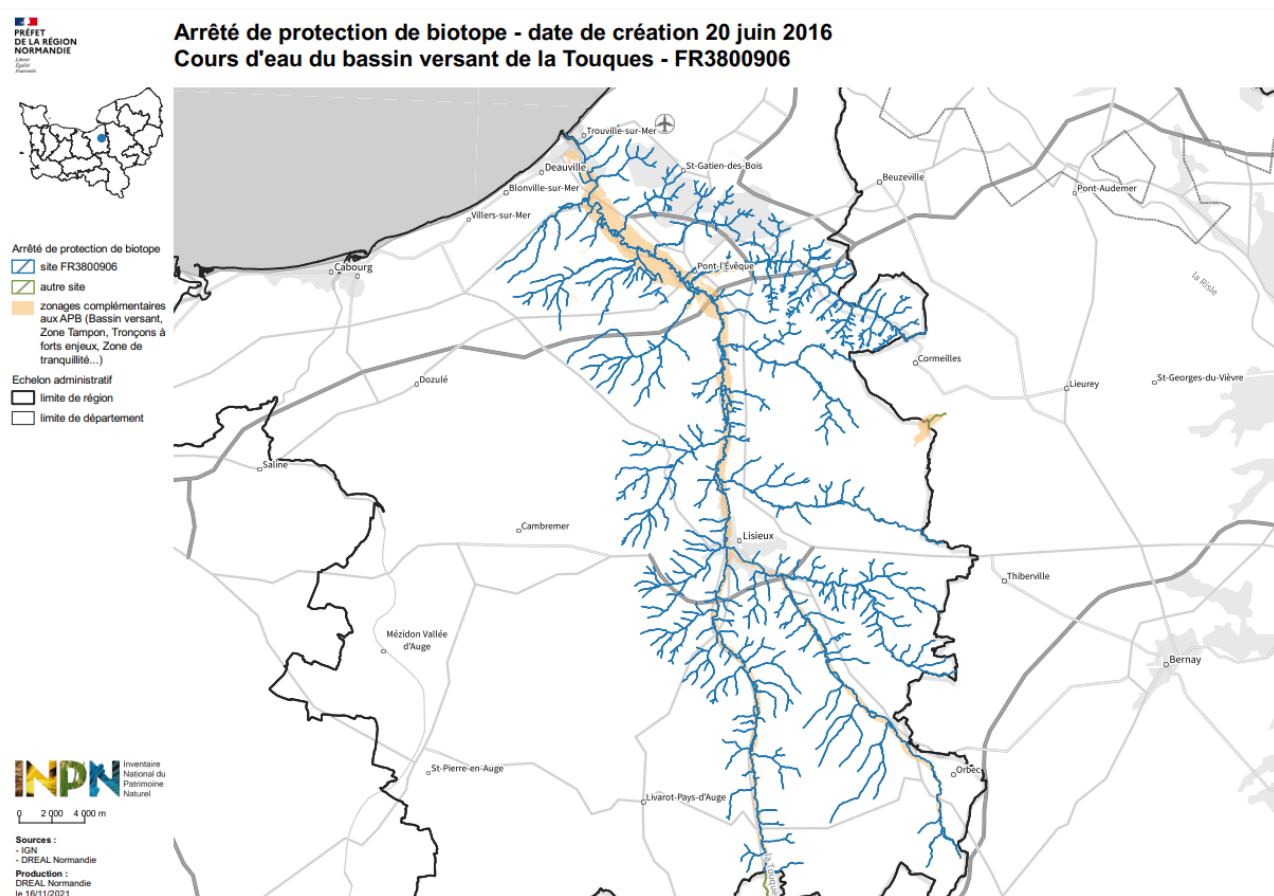 PRÉFET
DE LA RÉGION
NORMANDIE
Liberté
Égalité
Fraternité
Arrêté de protection de biotope - date de création 20 juin 2016
Cours d'eau du bassin versant de la Touques - FR3800906
Arrêté de protection de biotope
site FR3800906
autre site
zonages complémentaires
aux APB (Bassin versant,
Zone Tampon, Tronçons à
forts enjeux, Zone de
tranquillité...)
Echelon administratif
limite de région
limite de département
Trouville-sur-Mer
Deauville
St-Gatien-des-Bois
Blonville-sur-Mer
Beuzeville
Pont-Audemer
Villers-sur-Mer
Cabourg
Pont-l'Évêque
la Risle
Cormeilles
Dozulé
Lieurey
St-Georges-du-Vièvre
Saline
Cambremer
Lisieux
Thiberville
Mézidon Vallée
d'Auge
Bernay
St-Pierre-en-Auge
Orbec
Livarot-Pays-d'Auge
la Touques
INPN
Inventaire
National du
Patrimoine
Naturel
0 2 000 4 000 m
Sources :
- IGN
- DREAL Normandie
Production :
DREAL Normandie
le 16/11/2021